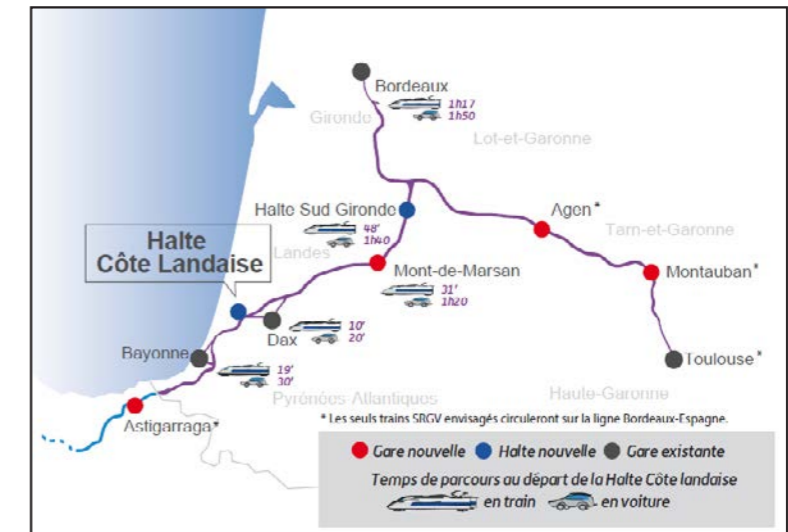 Bordeaux
1h17
1h50
Gironde
Lot-et-Garonne
Halte Sud Gironde
48'
1h40
Agen*
Tarn-et-Garonne
Halte
Côte Landaise
Landes
Mont-de-Marsan
31'
1h20
Montauban*
Dax
10'
20'
Bayonne
19'
30'
Toulouse*
Pyrénées-Atlantiques
Haute-Garonne
Astigarraga*
* Les seuls trains SRGV envisagés circuleront sur la ligne Bordeaux-Espagne.
Gare nouvelle Halte nouvelle Gare existante
Temps de parcours au départ de la Halte Côte landaise
en train en voiture